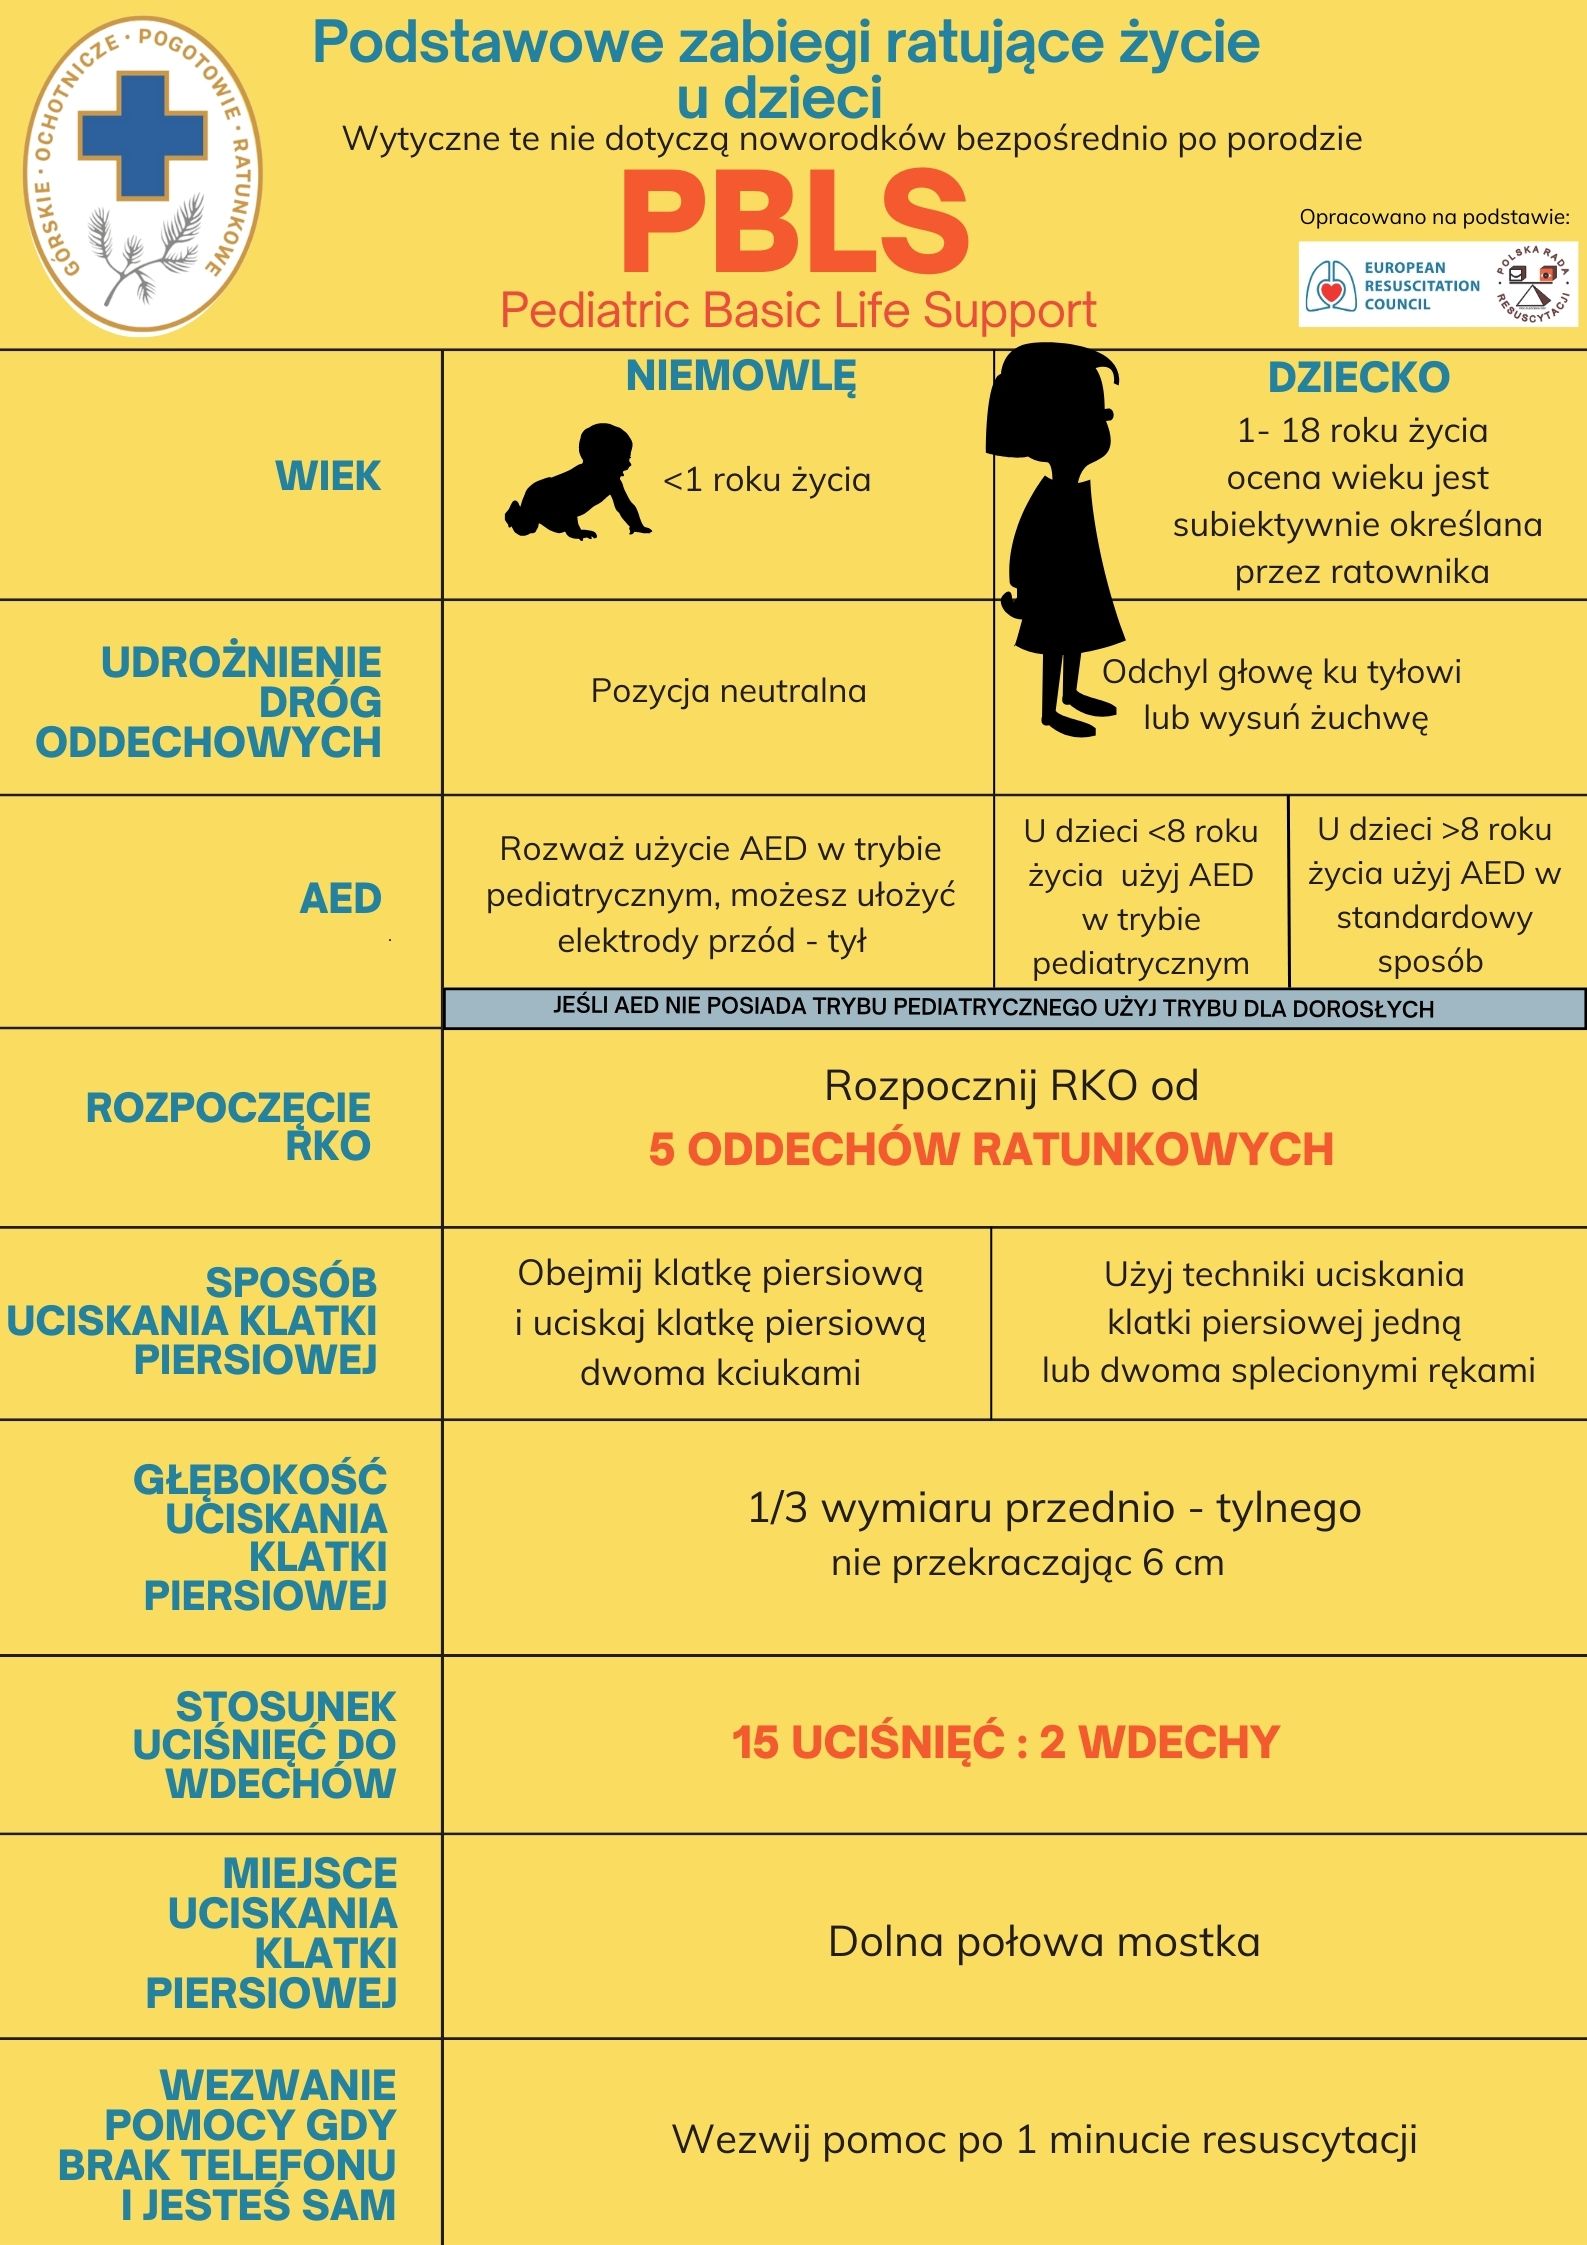 GÓRSKIE · OCHOTNICZE · POGOTOWIE · RATUNKOWE
Podstawowe zabiegi ratujące życie
u dzieci
Wytyczne te nie dotyczą noworodków bezpośrednio po porodzie
PBLS
Pediatric Basic Life Support
Opracowano na podstawie:
EUROPEAN
RESUSCITATION
COUNCIL
POLSKA RADA
RESUSCYTACJI
WIEK
NIEMOWLĘ
<1 roku życia
DZIECKO
1- 18 roku życia
ocena wieku jest
subiektywnie określana
przez ratownika
UDROŻNIENIE
DRÓG
ODDECHOWYCH
Pozycja neutralna
Odchyl głowę ku tyłowi
lub wysuń żuchwę
AED
Rozważ użycie AED w trybie
pediatrycznym, możesz ułożyć
elektrody przód - tył
U dzieci <8 roku
życia użyj AED
w trybie
pediatrycznym
U dzieci >8 roku
życia użyj AED w
standardowy
sposób
JEŚLI AED NIE POSIADA TRYBU PEDIATRYCZNEGO UŻYJ TRYBU DLA DOROSŁYCH
ROZPOCZĘCIE
RKO
Rozpocznij RKO od
5 ODDECHÓW RATUNKOWYCH
SPOSÓB
UCISKANIA KLATKI
PIERSIOWEJ
Obejmij klatkę piersiową
i uciskaj klatkę piersiową
dwoma kciukami
Użyj techniki uciskania
klatki piersiowej jedną
lub dwoma splecionymi rękami
GŁĘBOKOŚĆ
UCISKANIA
KLATKI
PIERSIOWEJ
1/3 wymiaru przednio - tylnego
nie przekraczając 6 cm
STOSUNEK
UCIŚNIĘĆ DO
WDECHÓW
15 UCIŚNIĘĆ : 2 WDECHY
MIEJSCE
UCISKANIA
KLATKI
PIERSIOWEJ
Dolna połowa mostka
WEZWANIE
POMOCY GDY
BRAK TELEFONU
I JESTEŚ SAM
Wezwij pomoc po 1 minucie resuscytacji